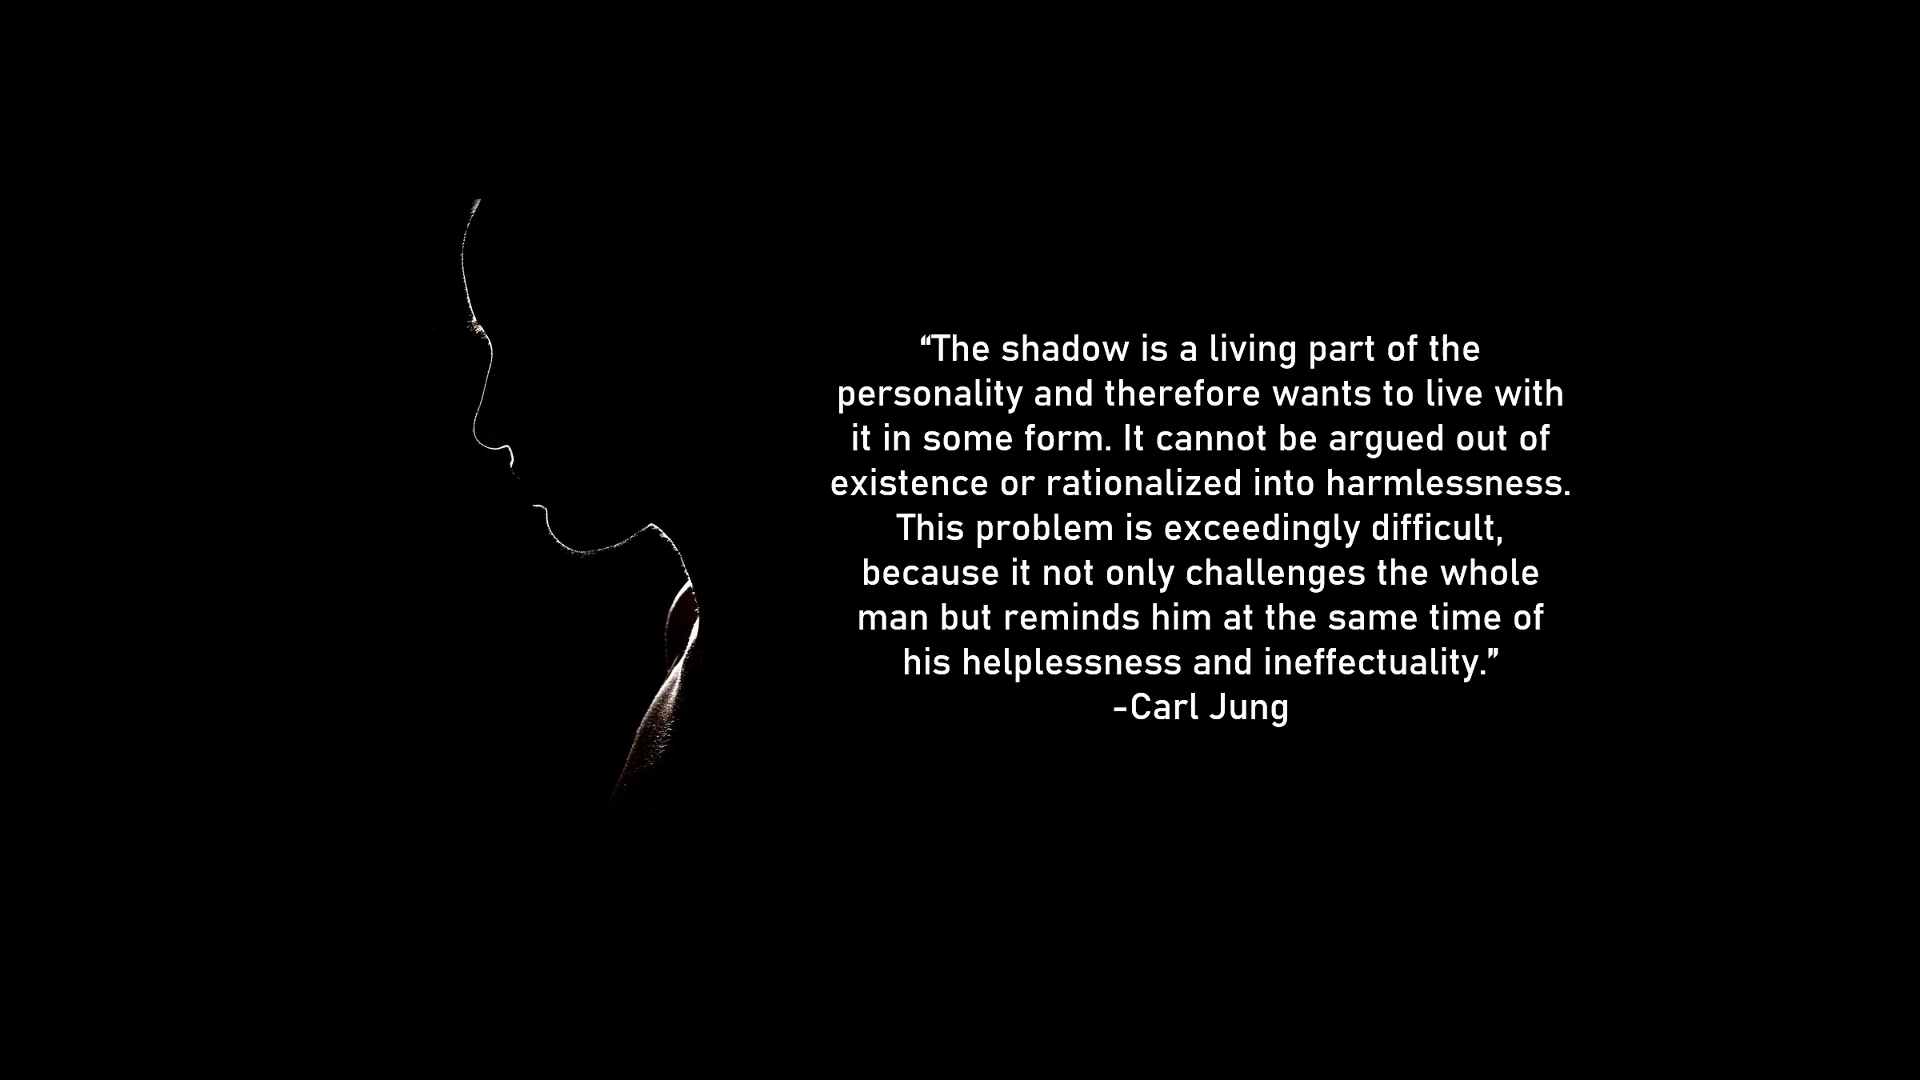 “The shadow is a living part of the
personality and therefore wants to live with
it in some form. It cannot be argued out of
existence or rationalized into harmlessness.
This problem is exceedingly difficult,
because it not only challenges the whole
man but reminds him at the same time of
his helplessness and ineffectuality.”
-Carl Jung